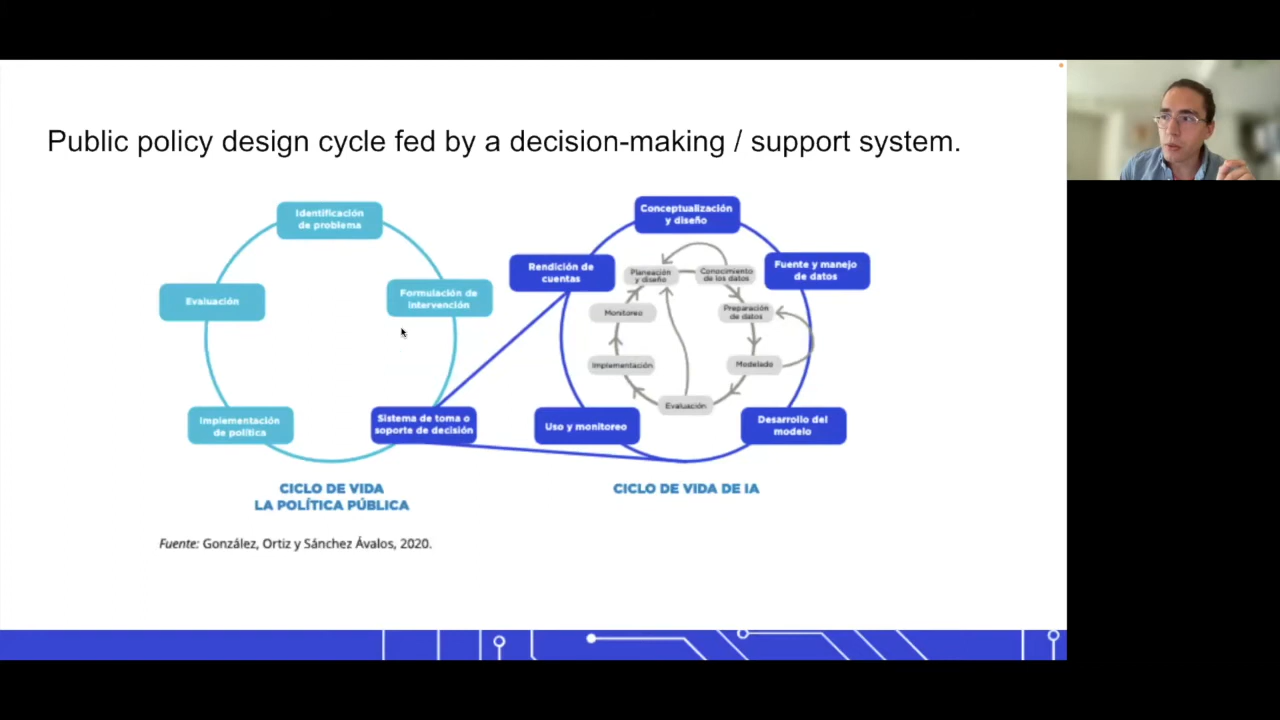 Public policy design cycle fed by a decision-making / support system.
Identificación
de problema
Evaluación
Formulación de
intervención
Implementación
de política
Sistema de toma o
soporte de decisión
CICLO DE VIDA
LA POLÍTICA PÚBLICA
Conceptualización
y diseño
Rendición de
cuentas
Fuente y manejo
de datos
Uso y monitoreo
Desarrollo del
modelo
Planeación
y diseño
Conocimiento
de los datos
Monitoreo
Preparación
de datos
Implementación
Modelado
Evaluación
CICLO DE VIDA DE IA
Fuente: González, Ortiz y Sánchez Ávalos, 2020.